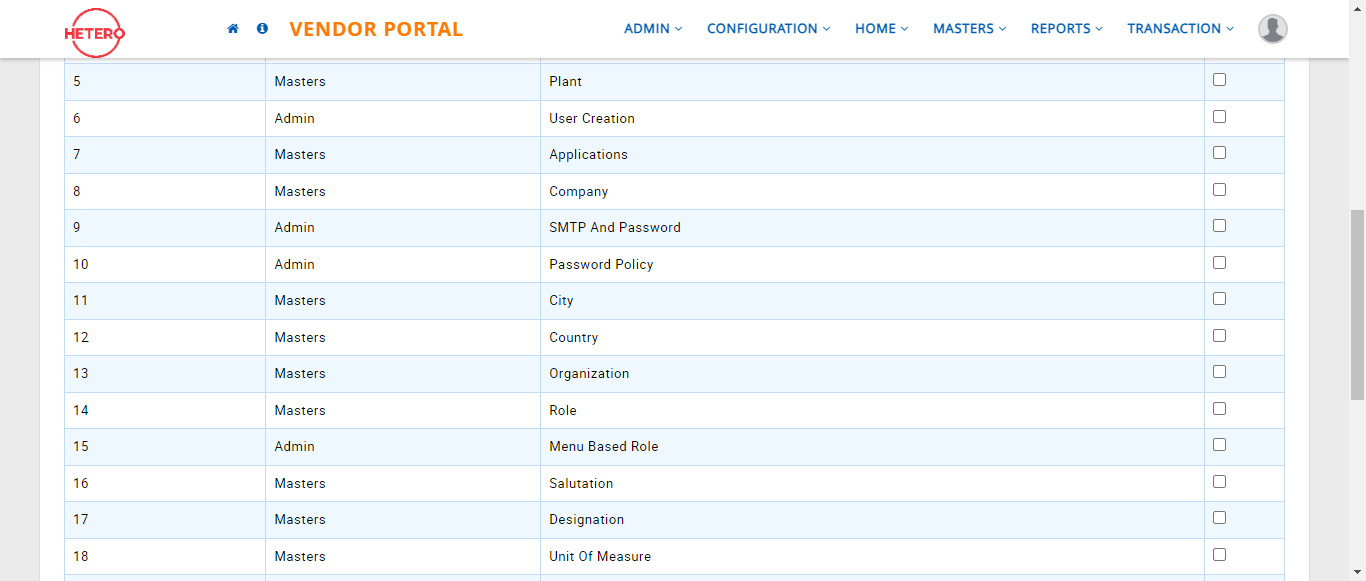 HETERO
VENDOR PORTAL
ADMIN CONFIGURATION HOME MASTERS REPORTS TRANSACTION
5 Masters Plant
6 Admin User Creation
7 Masters Applications
8 Masters Company
9 Admin SMTP And Password
10 Admin Password Policy
11 Masters City
12 Masters Country
13 Masters Organization
14 Masters Role
15 Admin Menu Based Role
16 Masters Salutation
17 Masters Designation
18 Masters Unit Of Measure